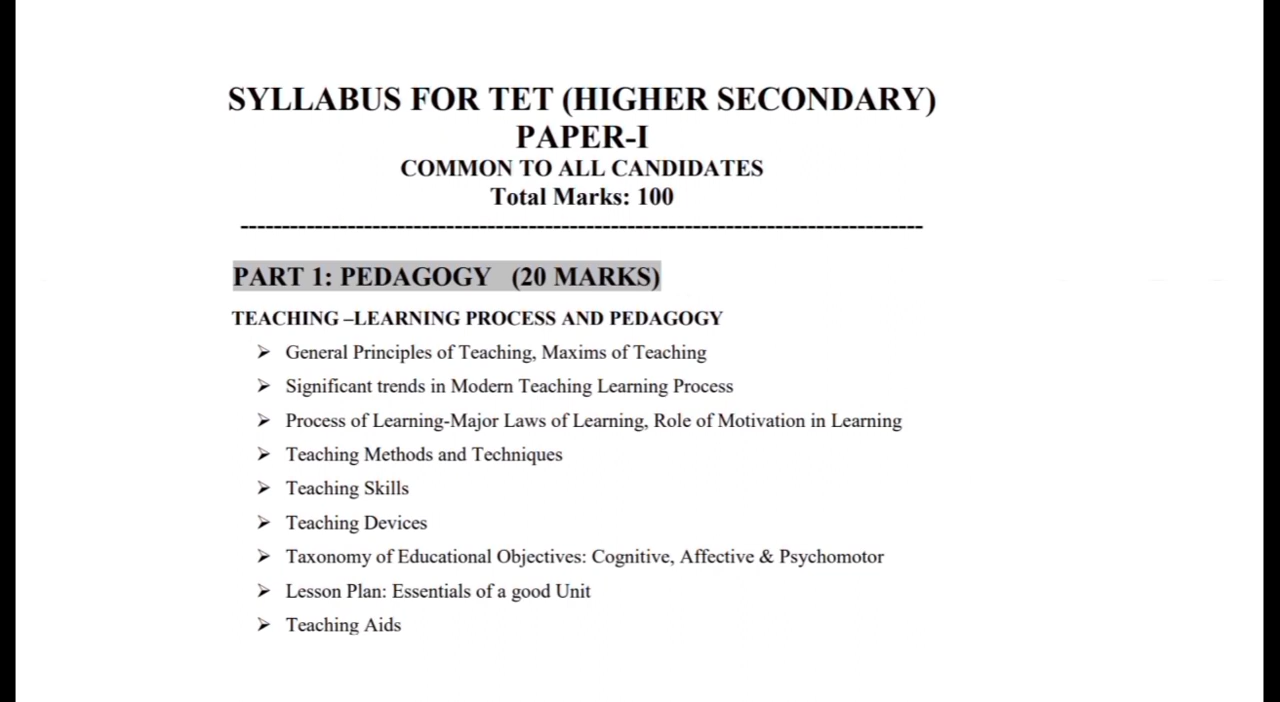 SYLLABUS FOR TET (HIGHER SECONDARY)
PAPER-I
COMMON TO ALL CANDIDATES
Total Marks: 100
-----------------------------------------------------------------------------------
PART 1: PEDAGOGY (20 MARKS)
TEACHING –LEARNING PROCESS AND PEDAGOGY
➢ General Principles of Teaching, Maxims of Teaching
➢ Significant trends in Modern Teaching Learning Process
➢ Process of Learning-Major Laws of Learning, Role of Motivation in Learning
➢ Teaching Methods and Techniques
➢ Teaching Skills
➢ Teaching Devices
➢ Taxonomy of Educational Objectives: Cognitive, Affective & Psychomotor
➢ Lesson Plan: Essentials of a good Unit
➢ Teaching Aids